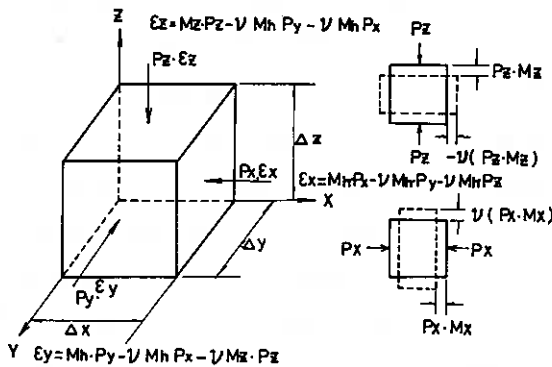 Z
εz = Mz·Pz - ν Mh Py - ν Mh Px
Pz·εz
Pz
Pz·Mz
Δz
Pz
-ν(Pz·Mz)
Px,εx
εx = Mh·Px - ν Mh Py - ν Mh Pz
X
ν(Px·Mx)
Δy
Px
Px
Py·εy
Δx
Px·Mx
Y
εy = Mh·Py - ν Mh Px - ν Mz·Pz